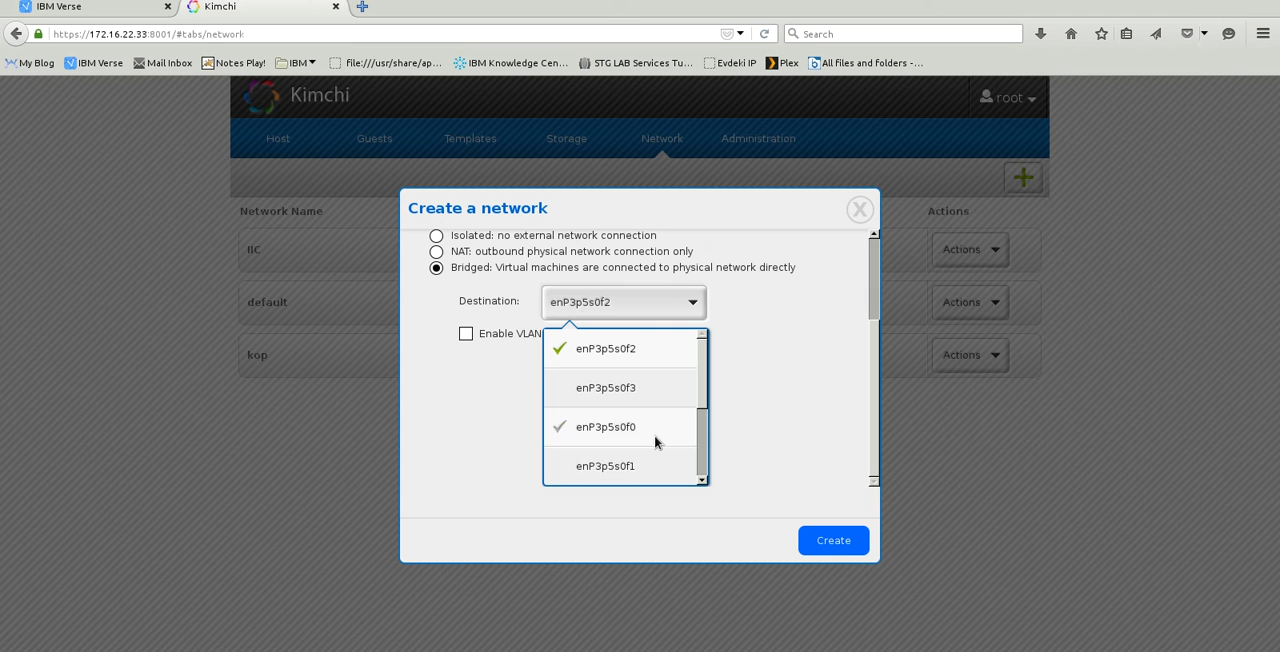 IBM Verse
Kimchi
https://172.16.22.33:8001/#tabs/network
Search
My Blog
IBM Verse
Mail Inbox
Notes Play!
IBM
file:///usr/share/ap...
IBM Knowledge Cen...
STG LAB Services Tu...
Evdeki IP
Plex
All files and folders - ...
Kimchi
root
Host
Guests
Templates
Storage
Network
Administration
Create a network
X
Network Name
Actions
Isolated: no external network connection
IIC
NAT: outbound physical network connection only
Actions
Bridged: Virtual machines are connected to physical network directly
default
Destination:
enP3p5s0f2
Actions
Enable VLAN
kop
enP3p5s0f2
Actions
enP3p5s0f3
enP3p5s0f0
enP3p5s0f1
Create